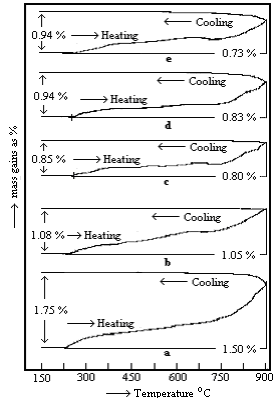 Cooling
0.94 %
Heating
0.73 %
e
Cooling
0.94 %
Heating
0.83 %
d
Cooling
0.85 %
Heating
0.80 %
c
Cooling
1.08 %
Heating
1.05 %
b
Cooling
1.75 %
Heating
1.50 %
a
mass gains as %
150 300 450 600 750 900
Temperature °C